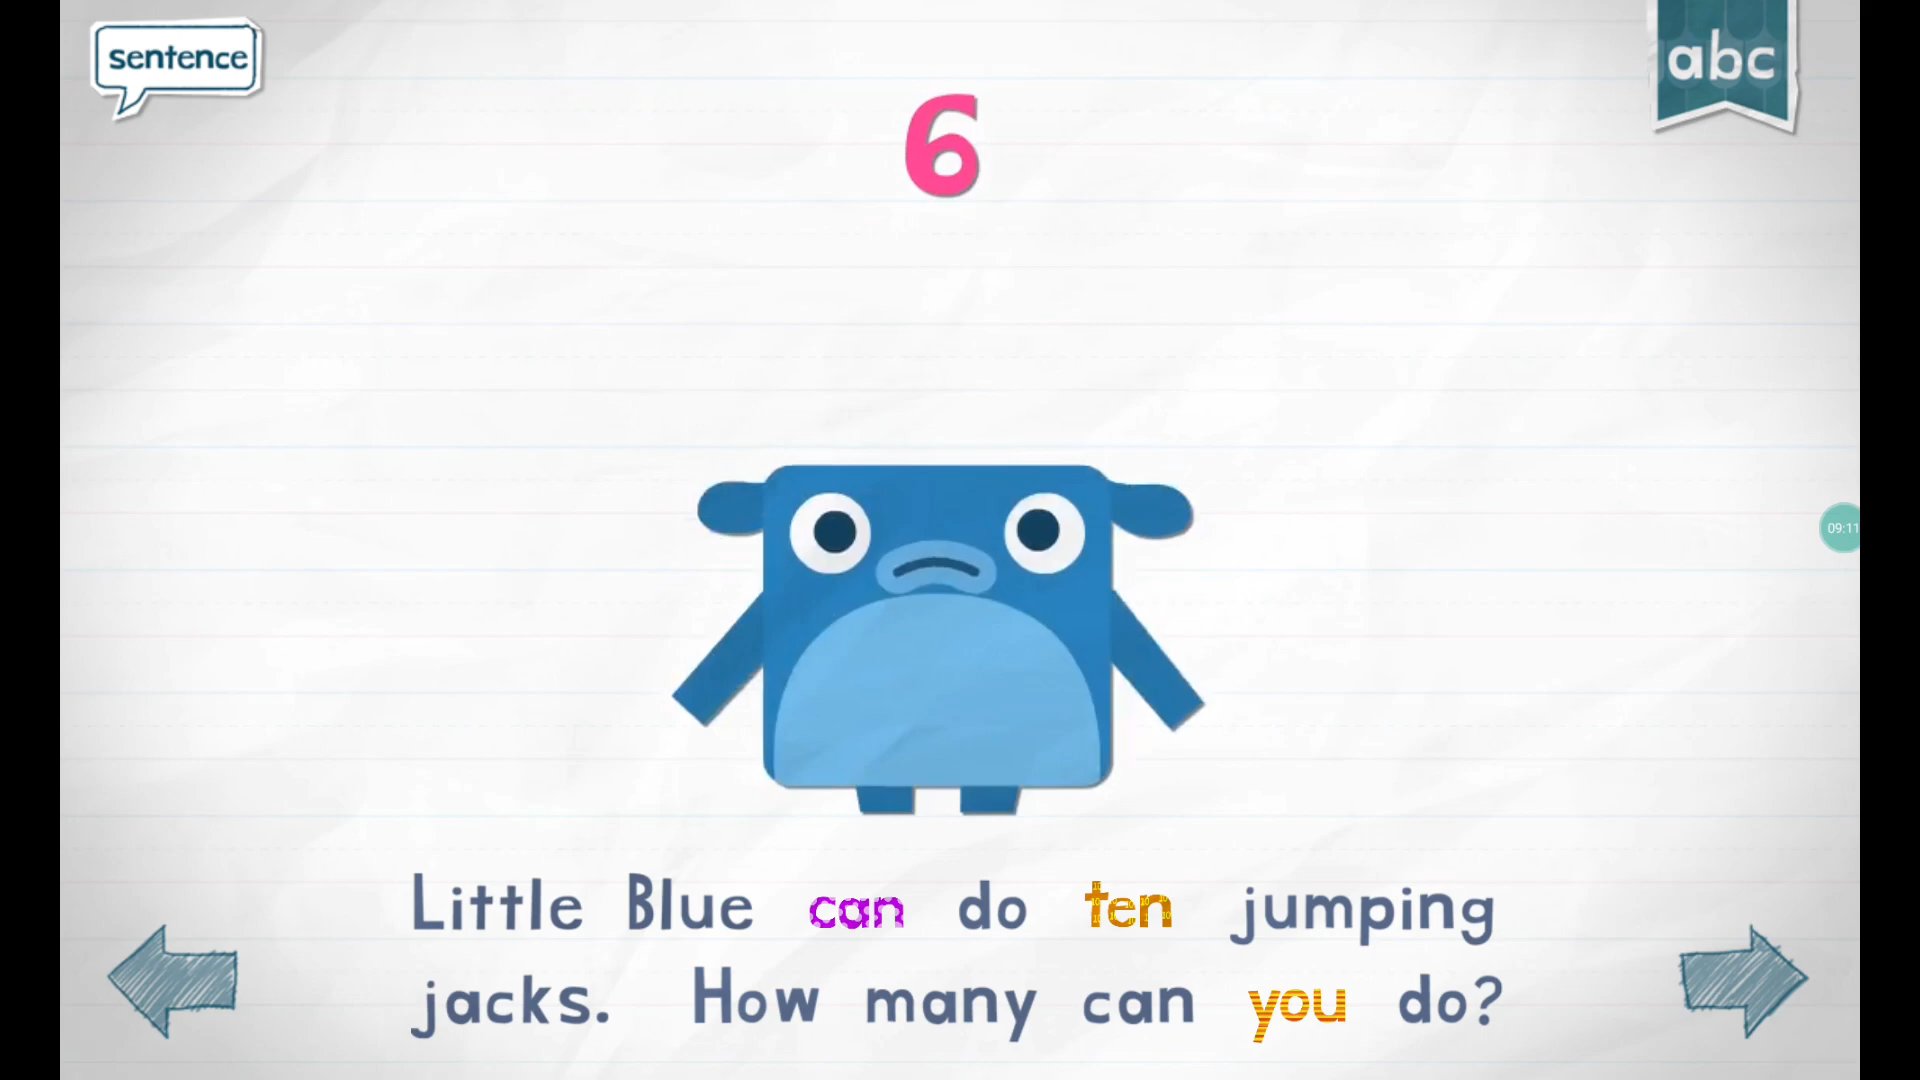 sentence
abc
6
09:11
Little Blue can do ten jumping
jacks. How many can you do?